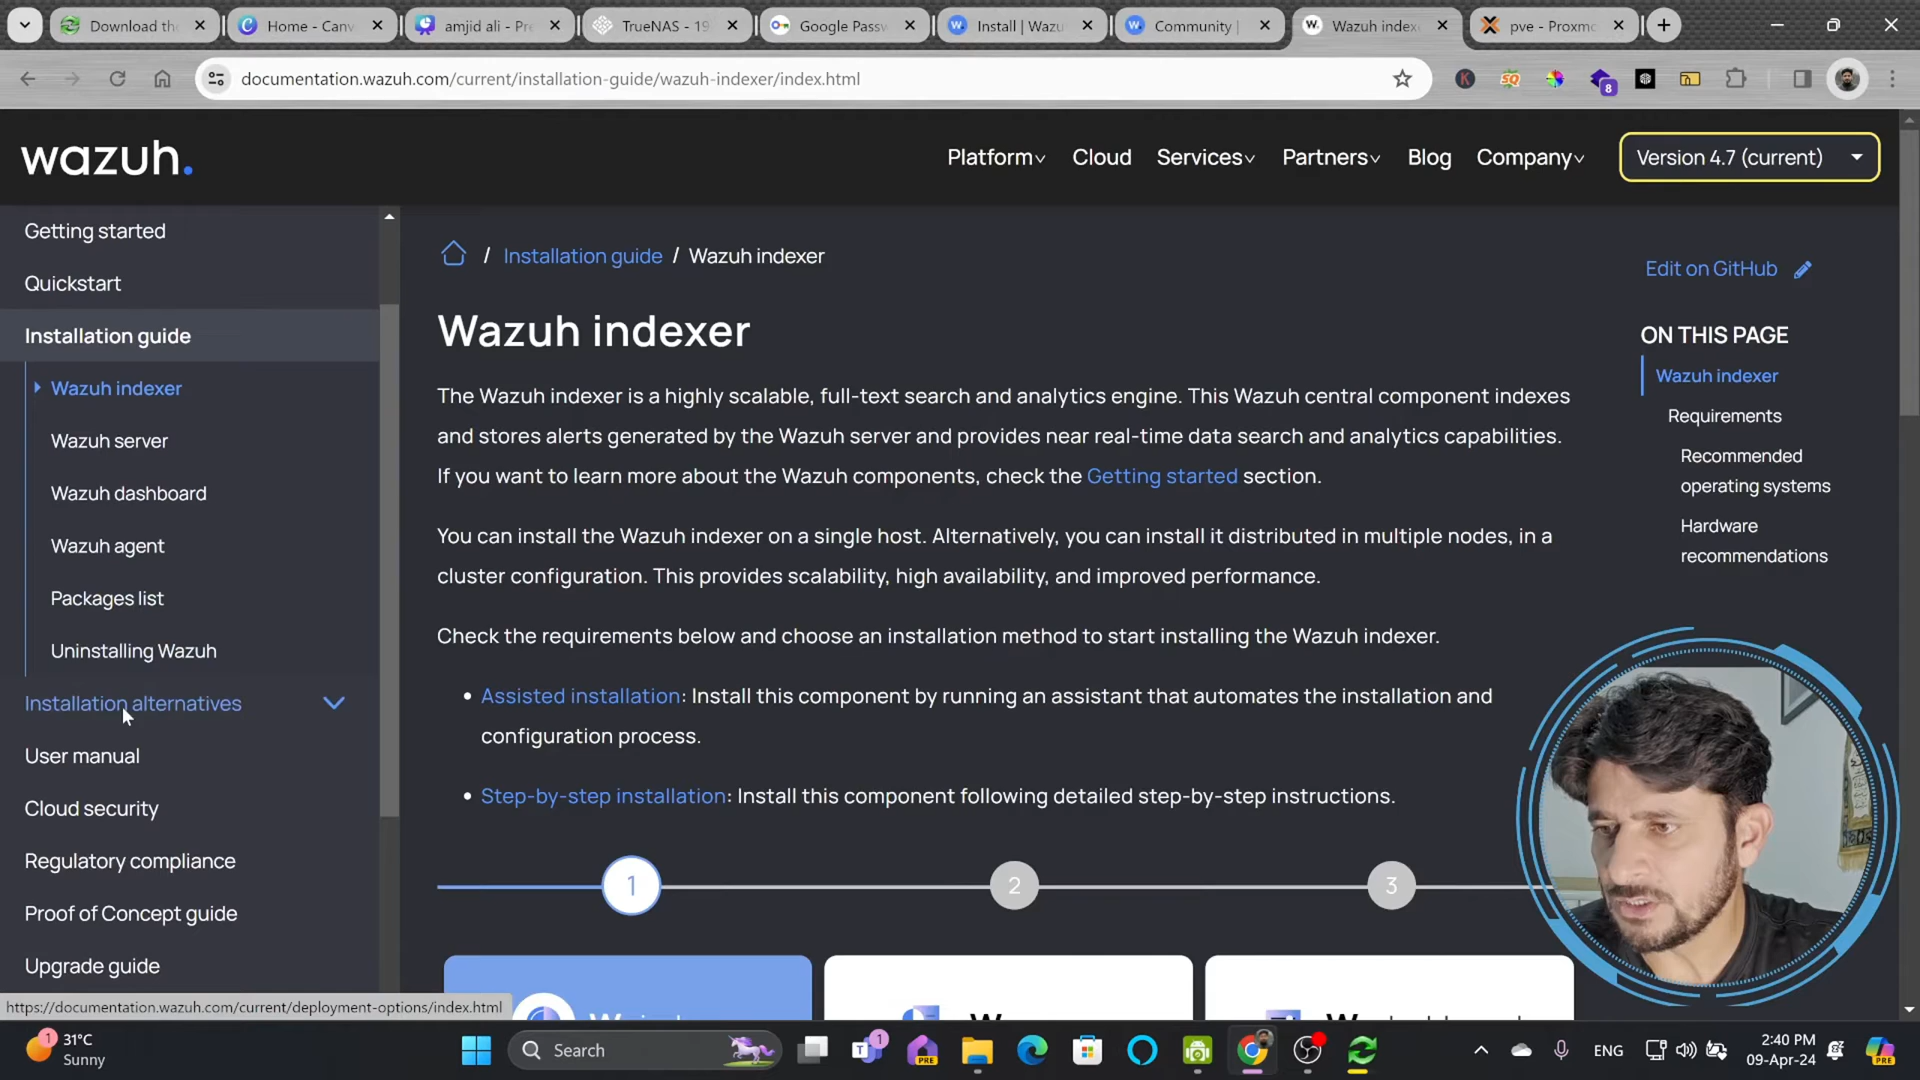 Download the
Home - Canv
amjid ali - Pre
TrueNAS - 19
Google Passw
Install | Wazu
Community |
Wazuh indexe
pve - Proxmo
documentation.wazuh.com/current/installation-guide/wazuh-indexer/index.html
8
wazuh.
Platform
Cloud
Services
Partners
Blog
Company
Version 4.7 (current)
Getting started
Quickstart
Installation guide
Wazuh indexer
Wazuh server
Wazuh dashboard
Wazuh agent
Packages list
Uninstalling Wazuh
Installation alternatives
User manual
Cloud security
Regulatory compliance
Proof of Concept guide
Upgrade guide
/ Installation guide / Wazuh indexer
Wazuh indexer
The Wazuh indexer is a highly scalable, full-text search and analytics engine. This Wazuh central component indexes
and stores alerts generated by the Wazuh server and provides near real-time data search and analytics capabilities.
If you want to learn more about the Wazuh components, check the Getting started section.
You can install the Wazuh indexer on a single host. Alternatively, you can install it distributed in multiple nodes, in a
cluster configuration. This provides scalability, high availability, and improved performance.
Check the requirements below and choose an installation method to start installing the Wazuh indexer.
• Assisted installation: Install this component by running an assistant that automates the installation and
configuration process.
• Step-by-step installation: Install this component following detailed step-by-step instructions.
1
2
3
Edit on GitHub
ON THIS PAGE
Wazuh indexer
Requirements
Recommended
operating systems
Hardware
recommendations
https://documentation.wazuh.com/current/deployment-options/index.html
1
31°C
Sunny
Search
1
PRE
ENG
2:40 PM
09-Apr-24
PRE